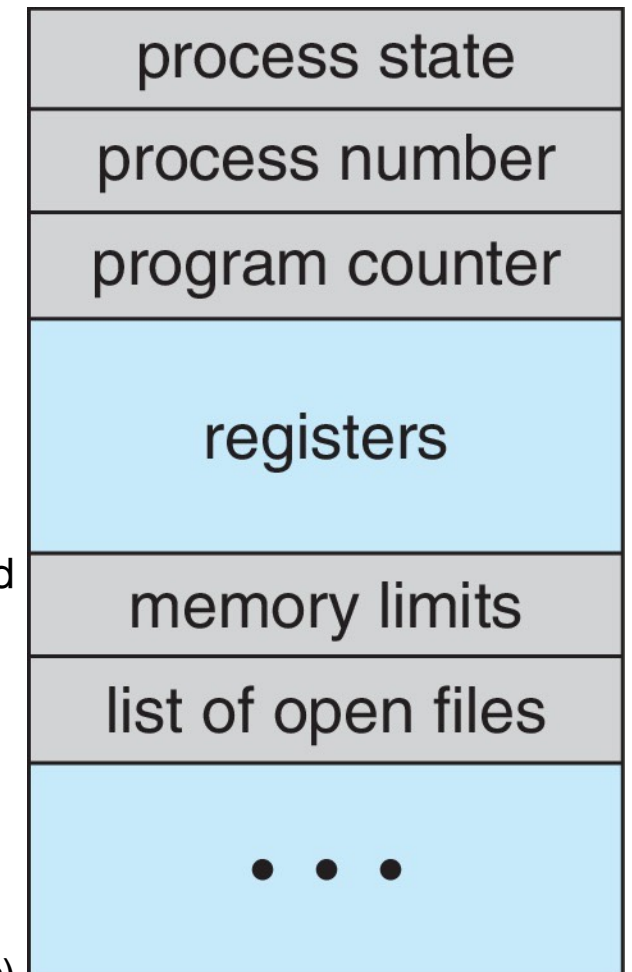 process state
process number
program counter
registers
d
memory limits
list of open files
• • •
)